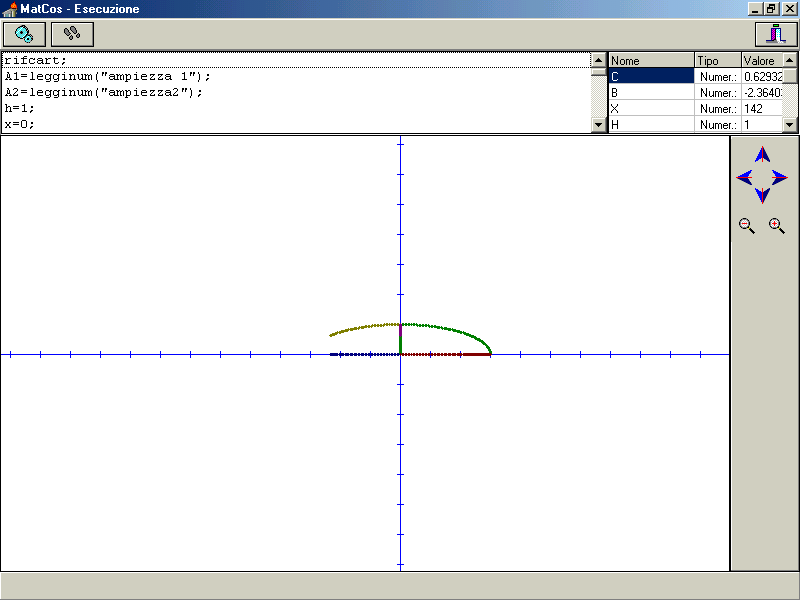 MatCos - Esecuzione
rifcart;
A1=legginum("ampiezza 1");
A2=legginum("ampiezza2");
h=1;
x=0;
Nome Tipo Valore
C Numer.: 0.62932
B Numer.: -2.3640
X Numer.: 142
H Numer.: 1